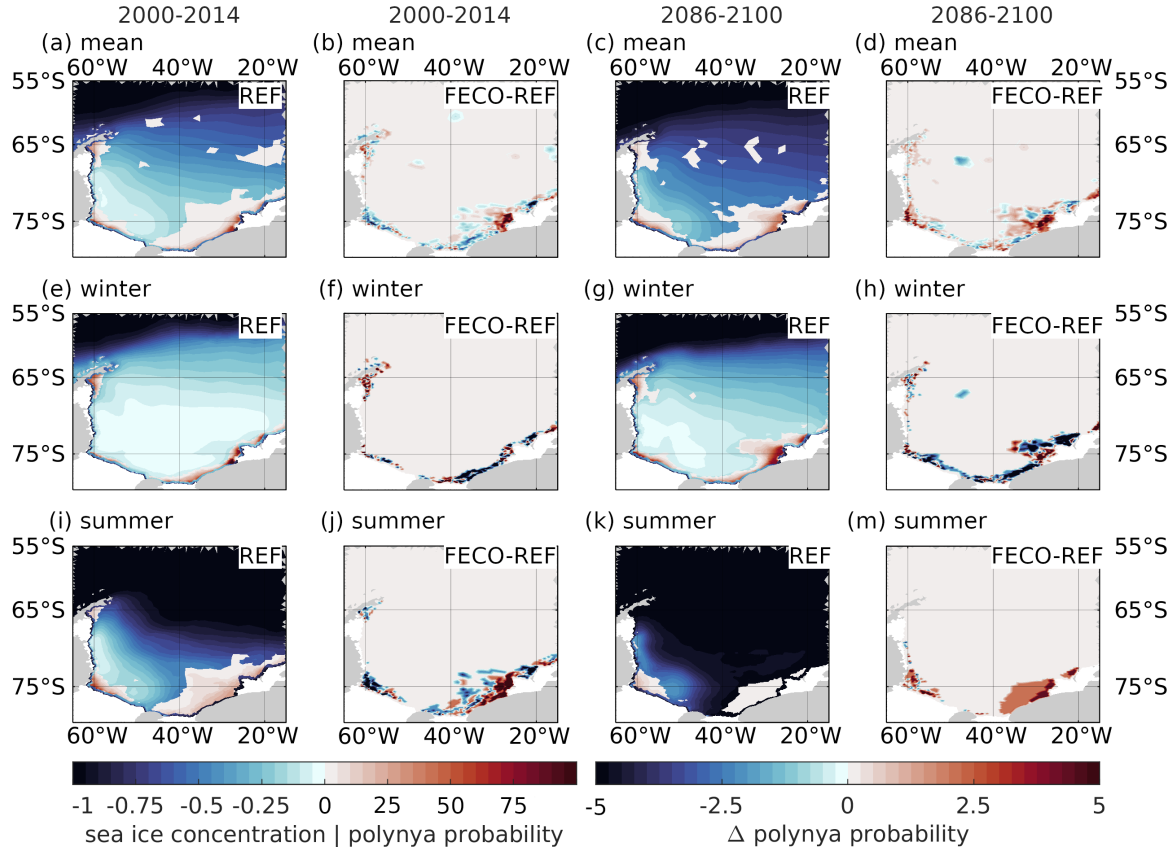 2000-2014 2000-2014 2086-2100 2086-2100
(a) mean (b) mean (c) mean (d) mean
60°W 40°W 20°W 60°W 40°W 20°W 60°W 40°W 20°W 60°W 40°W 20°W
55°S REF FECO-REF REF FECO-REF 55°S
65°S 65°S
75°S 75°S
(e) winter (f) winter (g) winter (h) winter
55°S REF FECO-REF REF FECO-REF 55°S
65°S 65°S
75°S 75°S
(i) summer (j) summer (k) summer (m) summer
55°S REF FECO-REF REF FECO-REF 55°S
65°S 65°S
75°S 75°S
60°W 40°W 20°W 60°W 40°W 20°W 60°W 40°W 20°W 60°W 40°W 20°W
-1 -0.75 -0.5 -0.25 0 25 50 75 -5 -2.5 0 2.5 5
sea ice concentration | polynya probability Δ polynya probability